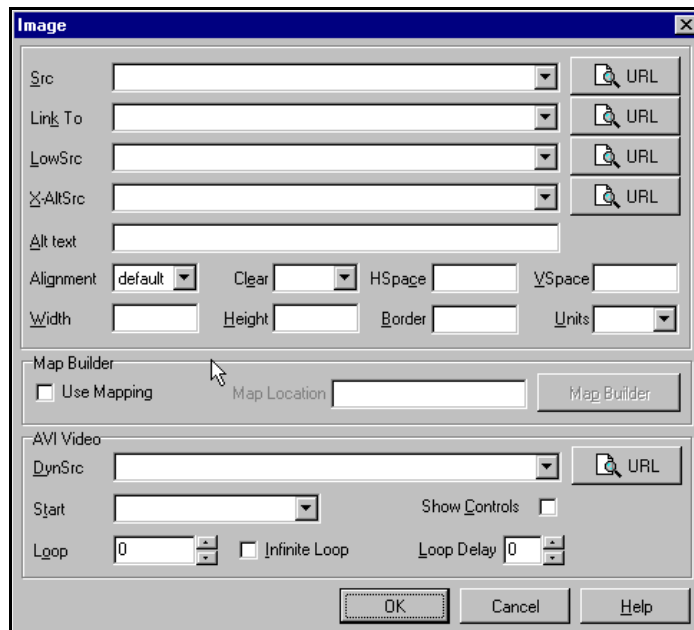 Image
Src URL
Link To URL
LowSrc URL
X-AltSrc URL
Alt text
Alignment default Clear HSpace VSpace
Width Height Border Units
Map Builder
Use Mapping Map Location Map Builder
AVI Video
DynSrc URL
Start Show Controls
Loop 0 Infinite Loop Loop Delay 0
OK Cancel Help